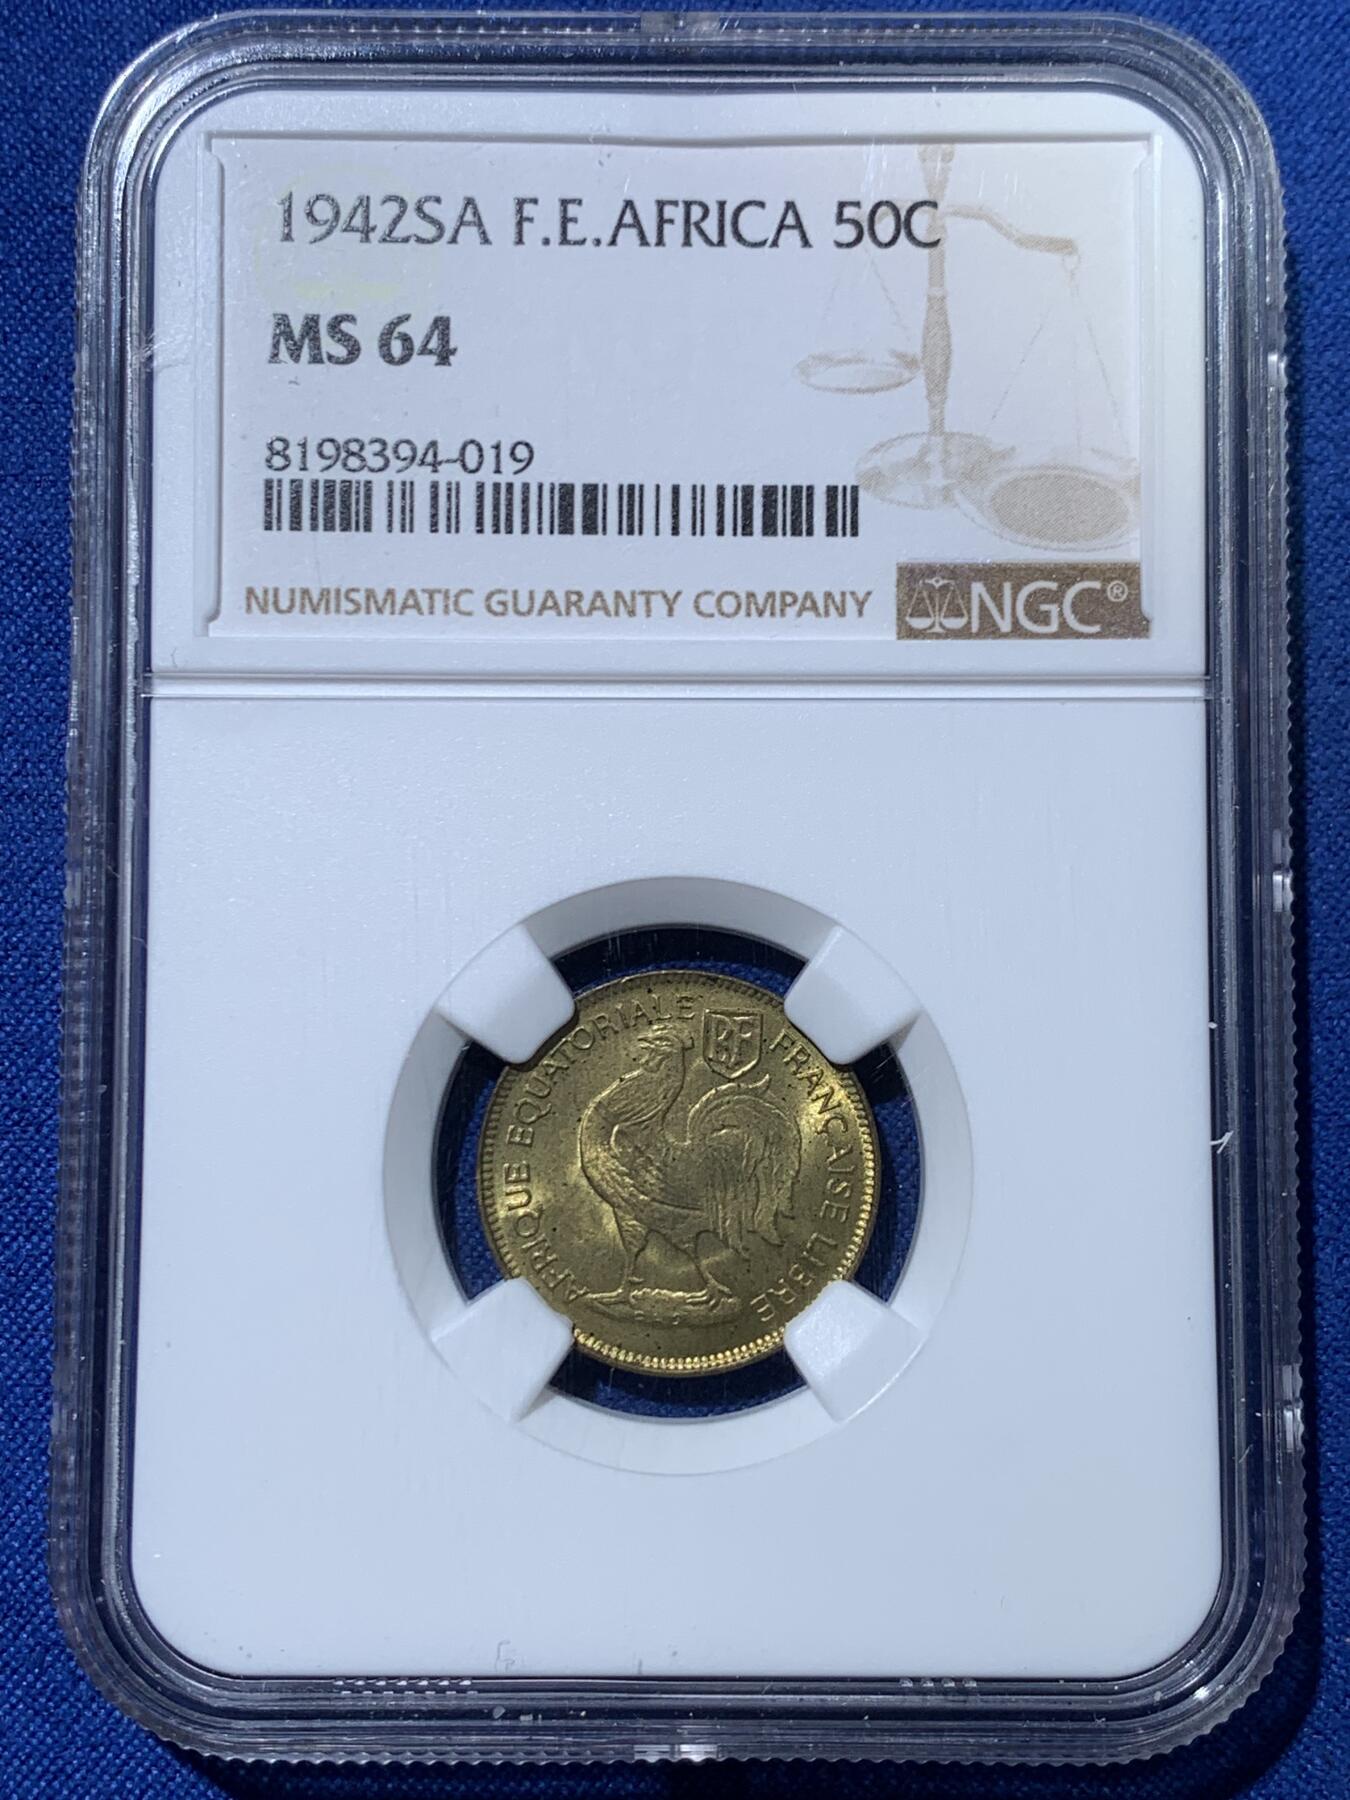 1942SA F.E.AFRICA 50C
MS 64
8198394-019
NUMISMATIC GUARANTY COMPANY
NGC®
AFRIQUE EQUATORIALE
RF
FRANÇAISE LIBRE